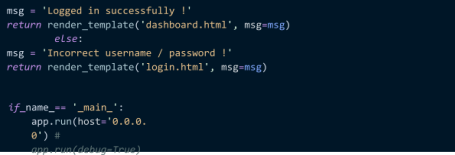 msg = 'Logged in successfully !'
return render_template('dashboard.html', msg=msg)
else:
msg = 'Incorrect username / password !'
return render_template('login.html', msg=msg)
if_name_== '_main_':
app.run(host='0.0.0.
0') #
app.run(debug=True)